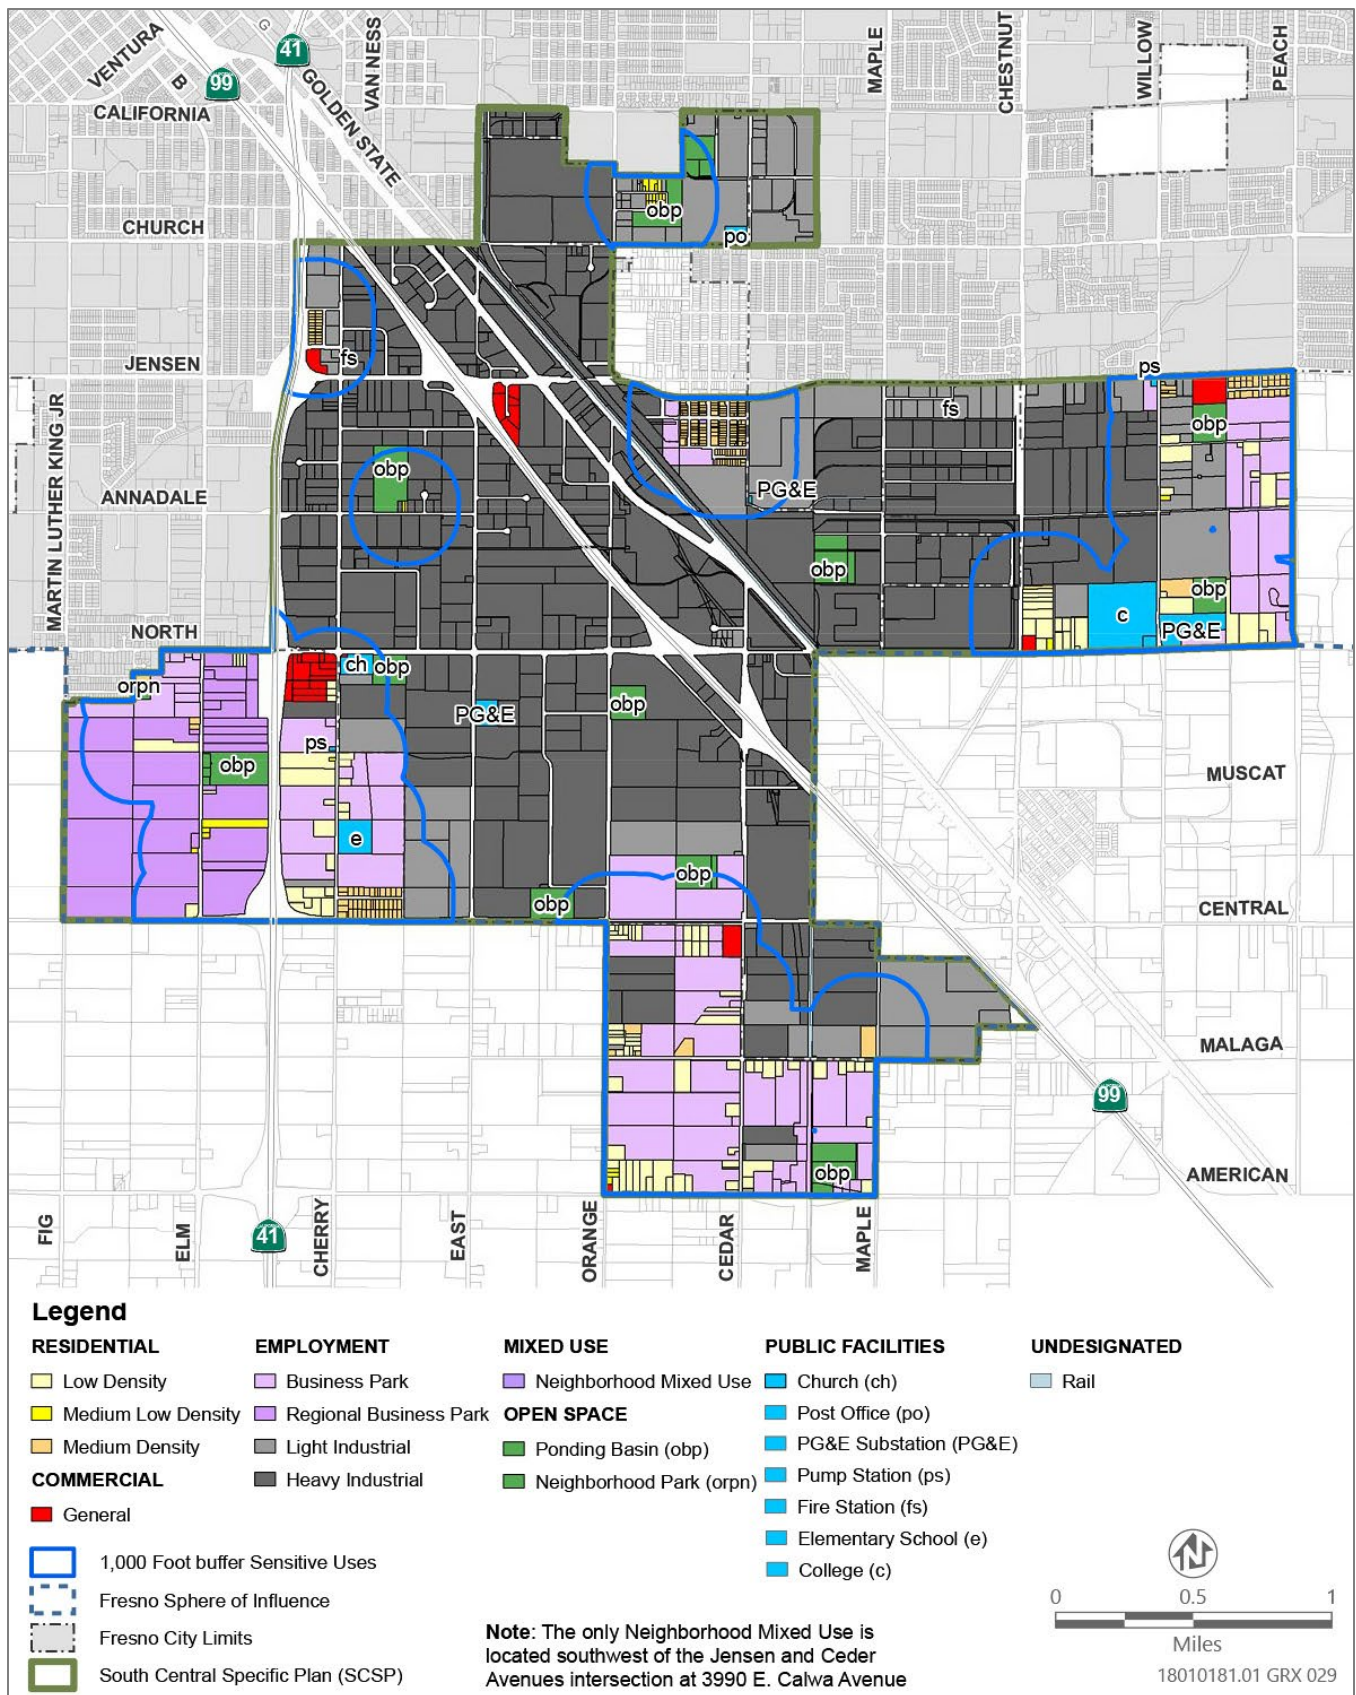 VENTURA
B
G
99
41
GOLDEN STATE
VAN NESS
MAPLE
CHESTNUT
WILLOW
PEACH
CALIFORNIA
CHURCH
obp
po
JENSEN
fs
ps
fs
obp
MARTIN LUTHER KING JR
ANNADALE
obp
PG&E
obp
obp
c
PG&E
NORTH
ch
obp
orpn
obp
PG&E
ps
obp
MUSCAT
e
obp
obp
CENTRAL
MALAGA
99
obp
AMERICAN
FIG
ELM
41
CHERRY
EAST
ORANGE
CEDAR
MAPLE
Legend
RESIDENTIAL
Low Density
Medium Low Density
Medium Density
COMMERCIAL
General
EMPLOYMENT
Business Park
Regional Business Park
Light Industrial
Heavy Industrial
MIXED USE
Neighborhood Mixed Use
OPEN SPACE
Ponding Basin (obp)
Neighborhood Park (orpn)
PUBLIC FACILITIES
Church (ch)
Post Office (po)
PG&E Substation (PG&E)
Pump Station (ps)
Fire Station (fs)
Elementary School (e)
College (c)
UNDESIGNATED
Rail
1,000 Foot buffer Sensitive Uses
Fresno Sphere of Influence
Fresno City Limits
South Central Specific Plan (SCSP)
Note: The only Neighborhood Mixed Use is
located southwest of the Jensen and Ceder
Avenues intersection at 3990 E. Calwa Avenue
N
0 0.5 1
Miles
18010181.01 GRX 029